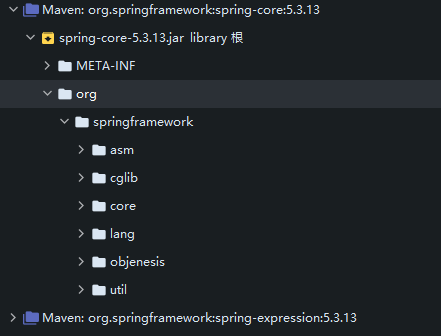 Maven: org.springframework:spring-core:5.3.13
spring-core-5.3.13.jar library 根
META-INF
org
springframework
asm
cglib
core
lang
objenesis
util
Maven: org.springframework:spring-expression:5.3.13